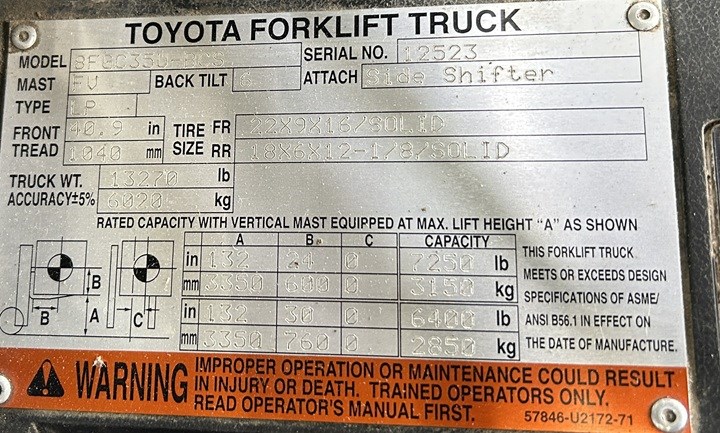 TOYOTA FORKLIFT TRUCK
MODEL SERIAL NO. 12523
MAST FV BACK TILT 6 ATTACH Side Shifter
TYPE LP
FRONT TREAD 40.9 in TIRE SIZE FR 22X9X16/SOLID
1040 mm RR 18X6X12-1/8/SOLID
TRUCK WT. 13270 lb
ACCURACY±5% 6020 kg
RATED CAPACITY WITH VERTICAL MAST EQUIPPED AT MAX. LIFT HEIGHT "A" AS SHOWN
A B C CAPACITY
in 132 24 0 7250 lb
mm 3350 600 0 3150 kg
in 132 30 0 6400 lb
mm 3350 760 0 2850 kg
B
A
B
C
THIS FORKLIFT TRUCK
MEETS OR EXCEEDS DESIGN
SPECIFICATIONS OF ASME/
ANSI B56.1 IN EFFECT ON
THE DATE OF MANUFACTURE.
WARNING
IMPROPER OPERATION OR MAINTENANCE COULD RESULT
IN INJURY OR DEATH. TRAINED OPERATORS ONLY.
READ OPERATOR'S MANUAL FIRST.
57846-U2172-71